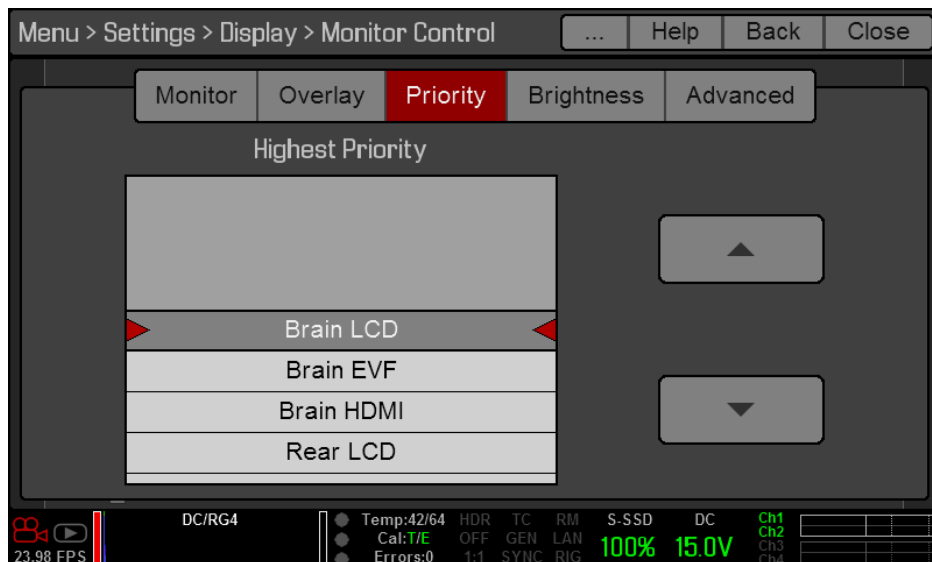 Menu > Settings > Display > Monitor Control ... Help Back Close
Monitor Overlay Priority Brightness Advanced
Highest Priority
Brain LCD
Brain EVF
Brain HDMI
Rear LCD
DC/RG4 Temp:42/64 HDR TC RM S-SSD DC Ch1
Cal:T/E OFF GEN LAN 100% 15.0V Ch2
Ch3
23.98 FPS Errors:0 1:1 SYNC RIG Ch4